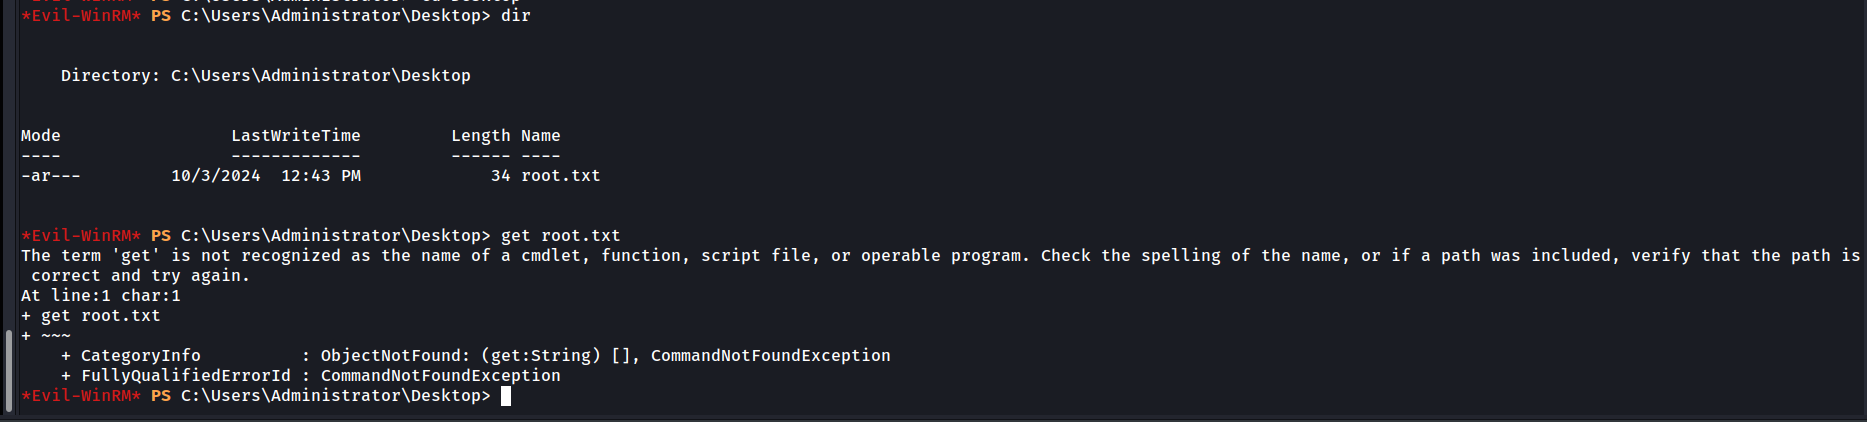 *Evil-WinRM* PS C:\Users\Administrator\Desktop> dir
Directory: C:\Users\Administrator\Desktop
Mode                 LastWriteTime         Length Name
----                 -------------         ------ ----
-ar---         10/3/2024  12:43 PM             34 root.txt
*Evil-WinRM* PS C:\Users\Administrator\Desktop> get root.txt
The term 'get' is not recognized as the name of a cmdlet, function, script file, or operable program. Check the spelling of the name, or if a path was included, verify that the path is
 correct and try again.
At line:1 char:1
+ get root.txt
+ ~~~
    + CategoryInfo          : ObjectNotFound: (get:String) [], CommandNotFoundException
    + FullyQualifiedErrorId : CommandNotFoundException
*Evil-WinRM* PS C:\Users\Administrator\Desktop>